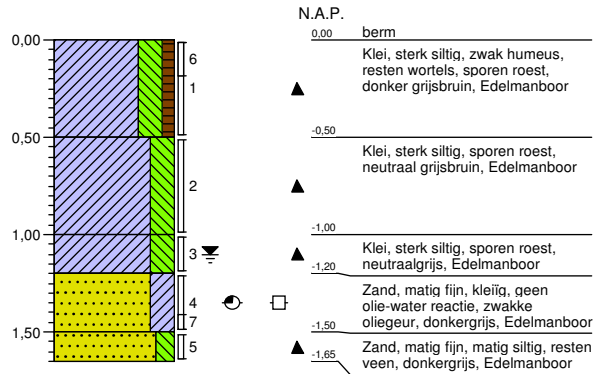 N.A.P.
0,00
0,50
1,00
1,50
6
1
2
3
4
7
5
0,00 berm
Klei, sterk siltig, zwak humeus,
resten wortels, sporen roest,
donker grijsbruin, Edelmanboor
-0,50
Klei, sterk siltig, sporen roest,
neutraal grijsbruin, Edelmanboor
-1,00
Klei, sterk siltig, sporen roest,
neutraalgrijs, Edelmanboor
-1,20
Zand, matig fijn, kleiïg, geen
olie-water reactie, zwakke
oliegeur, donkergrijs, Edelmanboor
-1,50
Zand, matig fijn, matig siltig, resten
veen, donkergrijs, Edelmanboor
-1,65